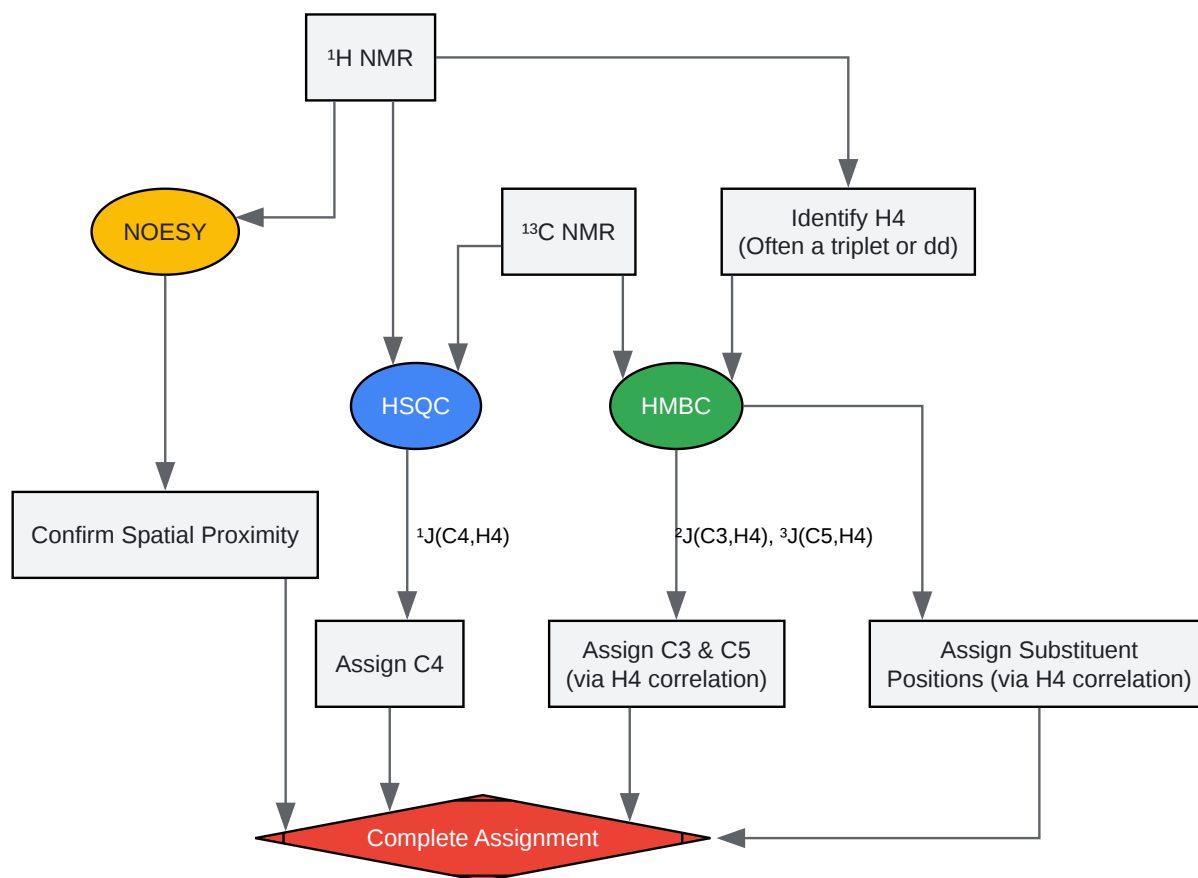 ¹H NMR
NOESY
¹³C NMR
Identify H4
(Often a triplet or dd)
HSQC
HMBC
Confirm Spatial Proximity
¹J(C4,H4)
²J(C3,H4), ³J(C5,H4)
Assign C4
Assign C3 & C5
(via H4 correlation)
Assign Substituent
Positions (via H4 correlation)
Complete Assignment